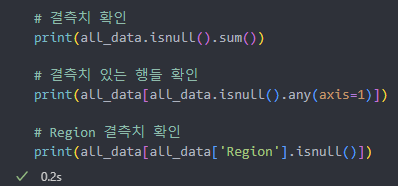 # 결측치 확인
print(all_data.isnull().sum())
# 결측치 있는 행들 확인
print(all_data[all_data.isnull().any(axis=1)])
# Region 결측치 확인
print(all_data[all_data['Region'].isnull()])
✓ 0.2s